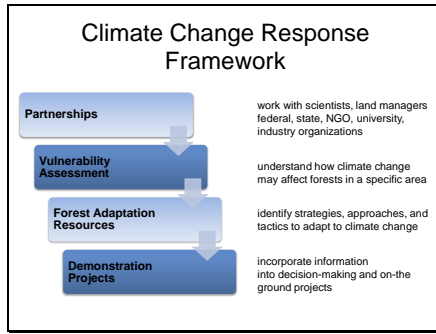 Climate Change Response
Framework
Partnerships
work with scientists, land managers
federal, state, NGO, university,
industry organizations
Vulnerability
Assessment
understand how climate change
may affect forests in a specific area
Forest Adaptation
Resources
identify strategies, approaches, and
tactics to adapt to climate change
Demonstration
Projects
incorporate information
into decision-making and on-the
ground projects